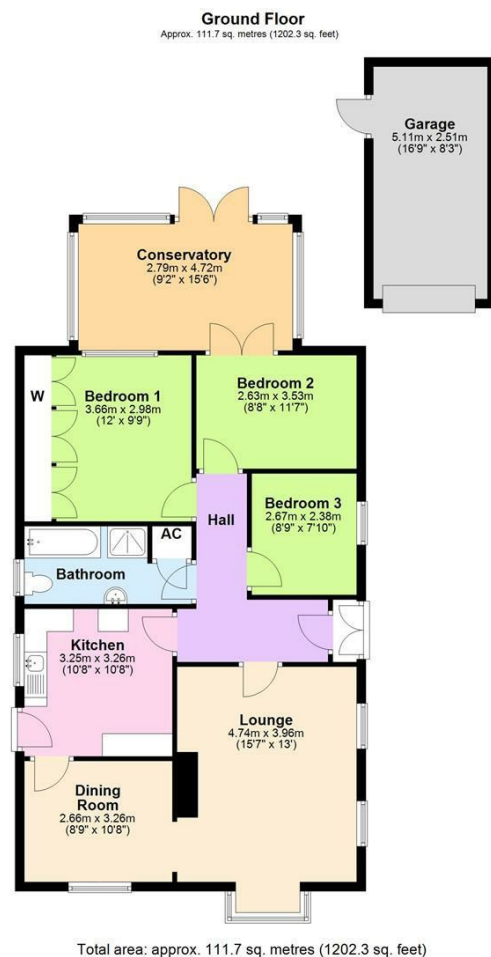 Ground Floor
Approx. 111.7 sq. metres (1202.3 sq. feet)
Garage
5.11m x 2.51m
(16'9" x 8'3")
Conservatory
2.79m x 4.72m
(9'2" x 15'6")
W
Bedroom 1
3.66m x 2.98m
(12' x 9'9")
Bedroom 2
2.63m x 3.53m
(8'8" x 11'7")
Bedroom 3
2.67m x 2.38m
(8'9" x 7'10")
Hall
AC
Bathroom
Kitchen
3.25m x 3.26m
(10'8" x 10'8")
Lounge
4.74m x 3.96m
(15'7" x 13')
Dining
Room
2.66m x 3.26m
(8'9" x 10'8")
Total area: approx. 111.7 sq. metres (1202.3 sq. feet)